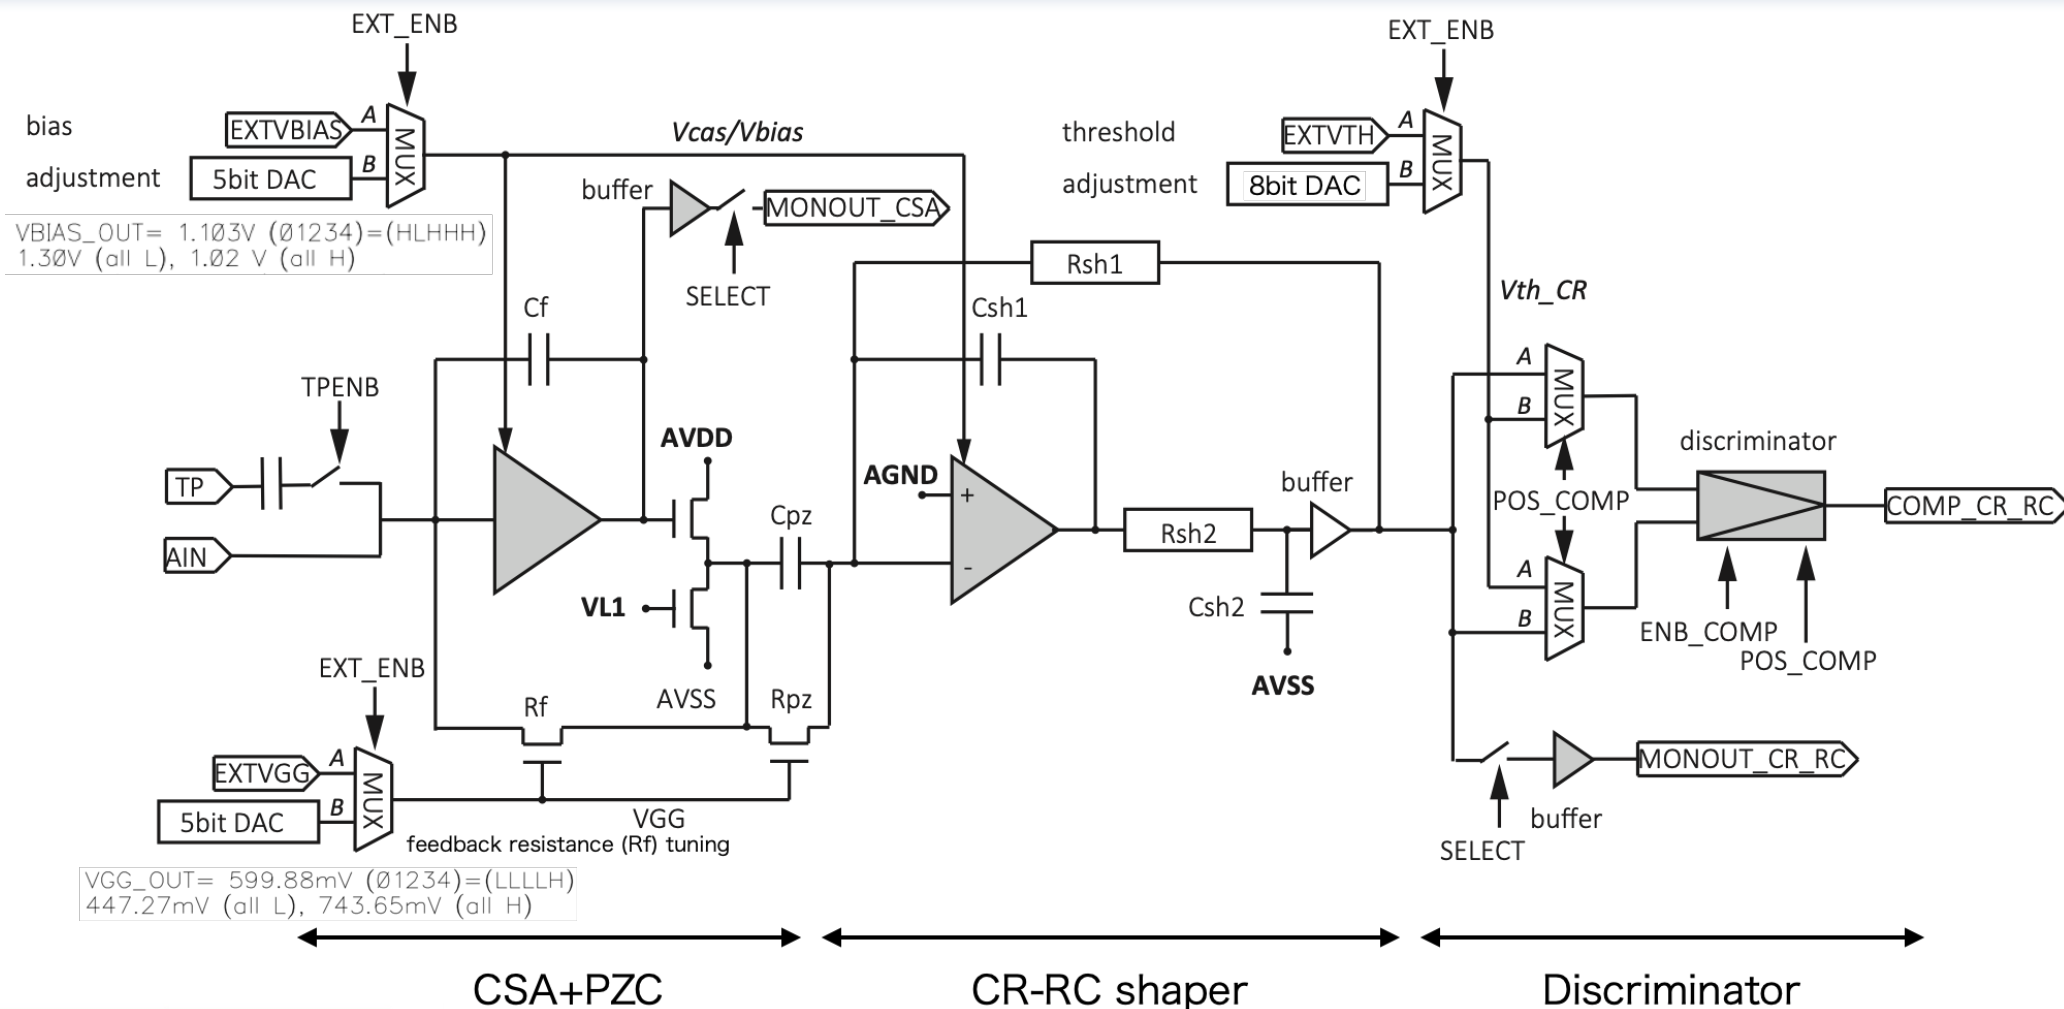 EXT_ENB
EXT_ENB
bias
EXTVBIAS
A
MUX
adjustment
5bit DAC
B
VBIAS_OUT= 1.103V (01234)=(HLHHH)
1.30V (all L), 1.02 V (all H)
Vcas/Vbias
buffer
MONOUT_CSA
SELECT
threshold
EXTVTH
A
MUX
adjustment
8bit DAC
B
Rsh1
Vth_CR
Cf
Csh1
TPENB
TP
AIN
AVDD
VL1
AVSS
Cpz
AGND
+
-
Rsh2
buffer
Csh2
AVSS
A
MUX
B
POS_COMP
A
MUX
B
discriminator
COMP_CR_RC
ENB_COMP
POS_COMP
EXT_ENB
Rf
Rpz
EXTVGG
A
MUX
5bit DAC
B
VGG
feedback resistance (Rf) tuning
VGG_OUT= 599.88mV (01234)=(LLLLH)
447.27mV (all L), 743.65mV (all H)
MONOUT_CR_RC
buffer
SELECT
CSA+PZC
CR-RC shaper
Discriminator